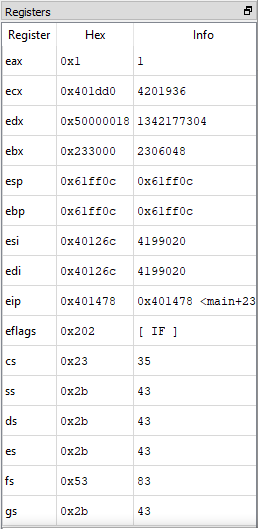 Registers
Register Hex Info
eax 0x1 1
ecx 0x401dd0 4201936
edx 0x50000018 1342177304
ebx 0x233000 2306048
esp 0x61ff0c 0x61ff0c
ebp 0x61ff0c 0x61ff0c
esi 0x40126c 4199020
edi 0x40126c 4199020
eip 0x401478 0x401478 <main+23
eflags 0x202 [ IF ]
cs 0x23 35
ss 0x2b 43
ds 0x2b 43
es 0x2b 43
fs 0x53 83
gs 0x2b 43